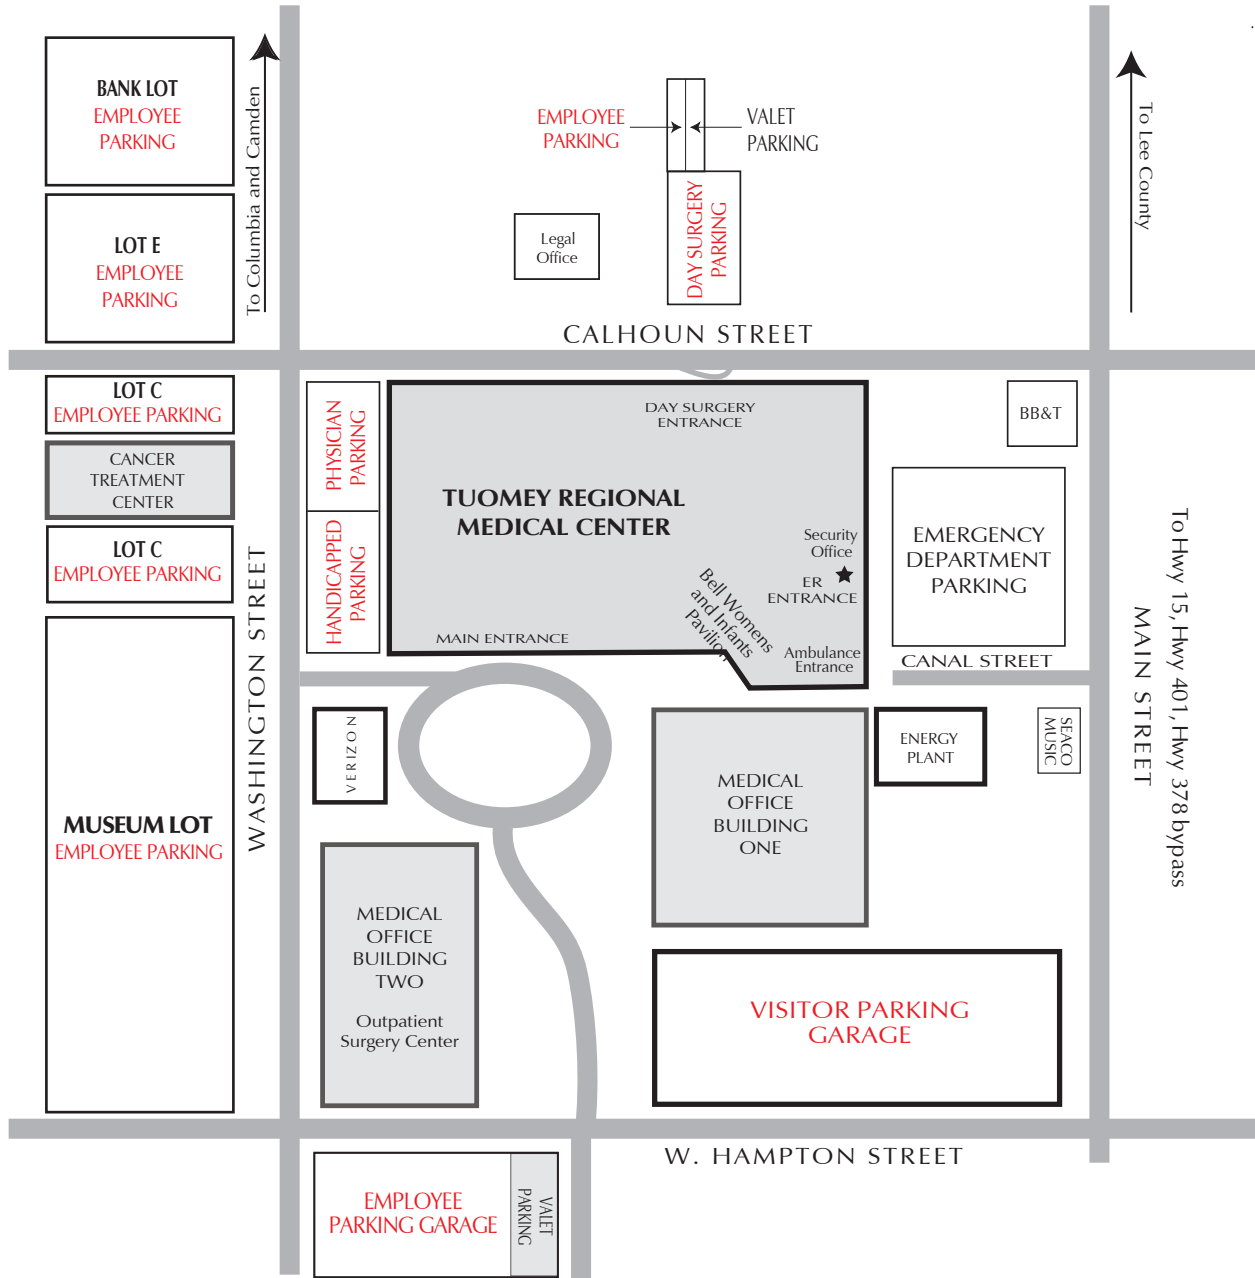 BANK LOT
EMPLOYEE
PARKING
To Columbia and Camden
EMPLOYEE
PARKING
VALET
PARKING
To Lee County
LOT E
EMPLOYEE
PARKING
Legal
Office
DAY SURGERY
PARKING
CALHOUN STREET
LOT C
EMPLOYEE PARKING
CANCER
TREATMENT
CENTER
LOT C
EMPLOYEE PARKING
PHYSICIAN
PARKING
HANDICAPPED
PARKING
DAY SURGERY
ENTRANCE
TUOMEY REGIONAL
MEDICAL CENTER
Security
Office
ER
ENTRANCE
Bell Womens
and Infants
Pavilion
MAIN ENTRANCE
Ambulance
Entrance
BB&T
EMERGENCY
DEPARTMENT
PARKING
CANAL STREET
WASHINGTON STREET
MAIN STREET
To Hwy 15, Hwy 401, Hwy 378 bypass
VERIZON
MEDICAL
OFFICE
BUILDING
ONE
ENERGY
PLANT
SEACO
MUSIC
MUSEUM LOT
EMPLOYEE PARKING
MEDICAL
OFFICE
BUILDING
TWO
Outpatient
Surgery Center
VISITOR PARKING
GARAGE
W. HAMPTON STREET
EMPLOYEE
PARKING GARAGE
VALET
PARKING